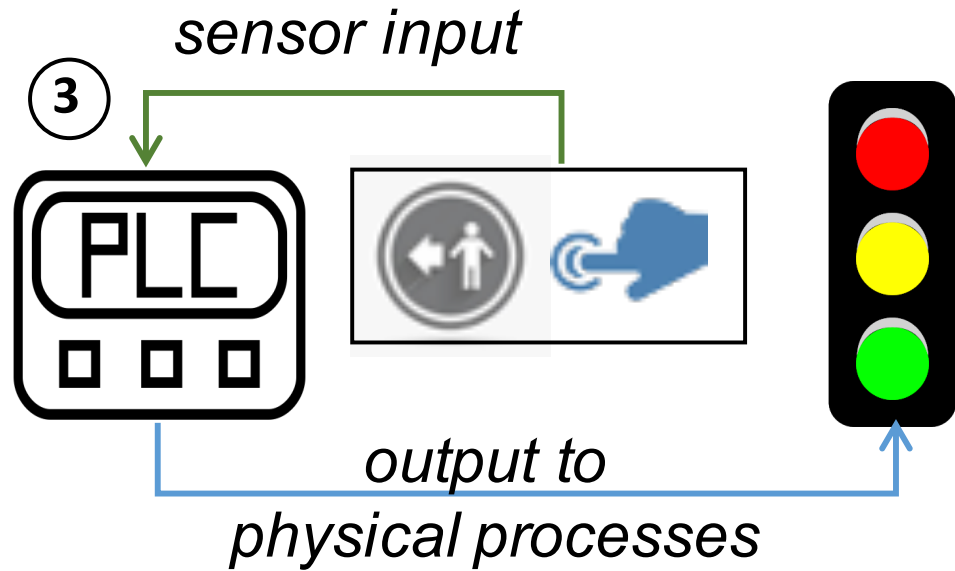 sensor input
3
PLC
output to
physical processes